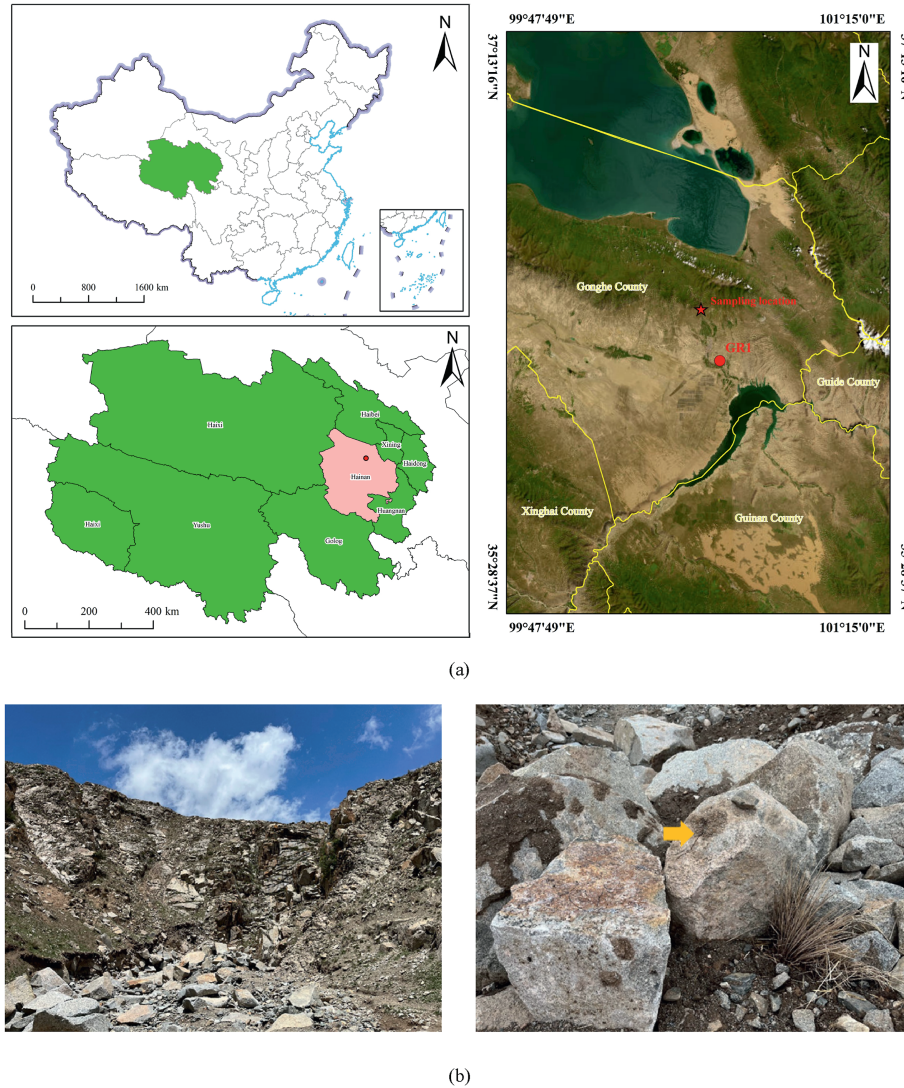 N
0 800 1600 km
N
Haixi
Haibei
Xining
Haidong
Hainan
Huangnan
Haixi
Yushu
Golog
0 200 400 km
99°47'49"E 101°15'0"E
37°13'16"N
N
Gonghe County
Sampling location
GR1
Guide County
Xinghai County
Guinan County
35°28'37"N
99°47'49"E 101°15'0"E
(a)
(b)